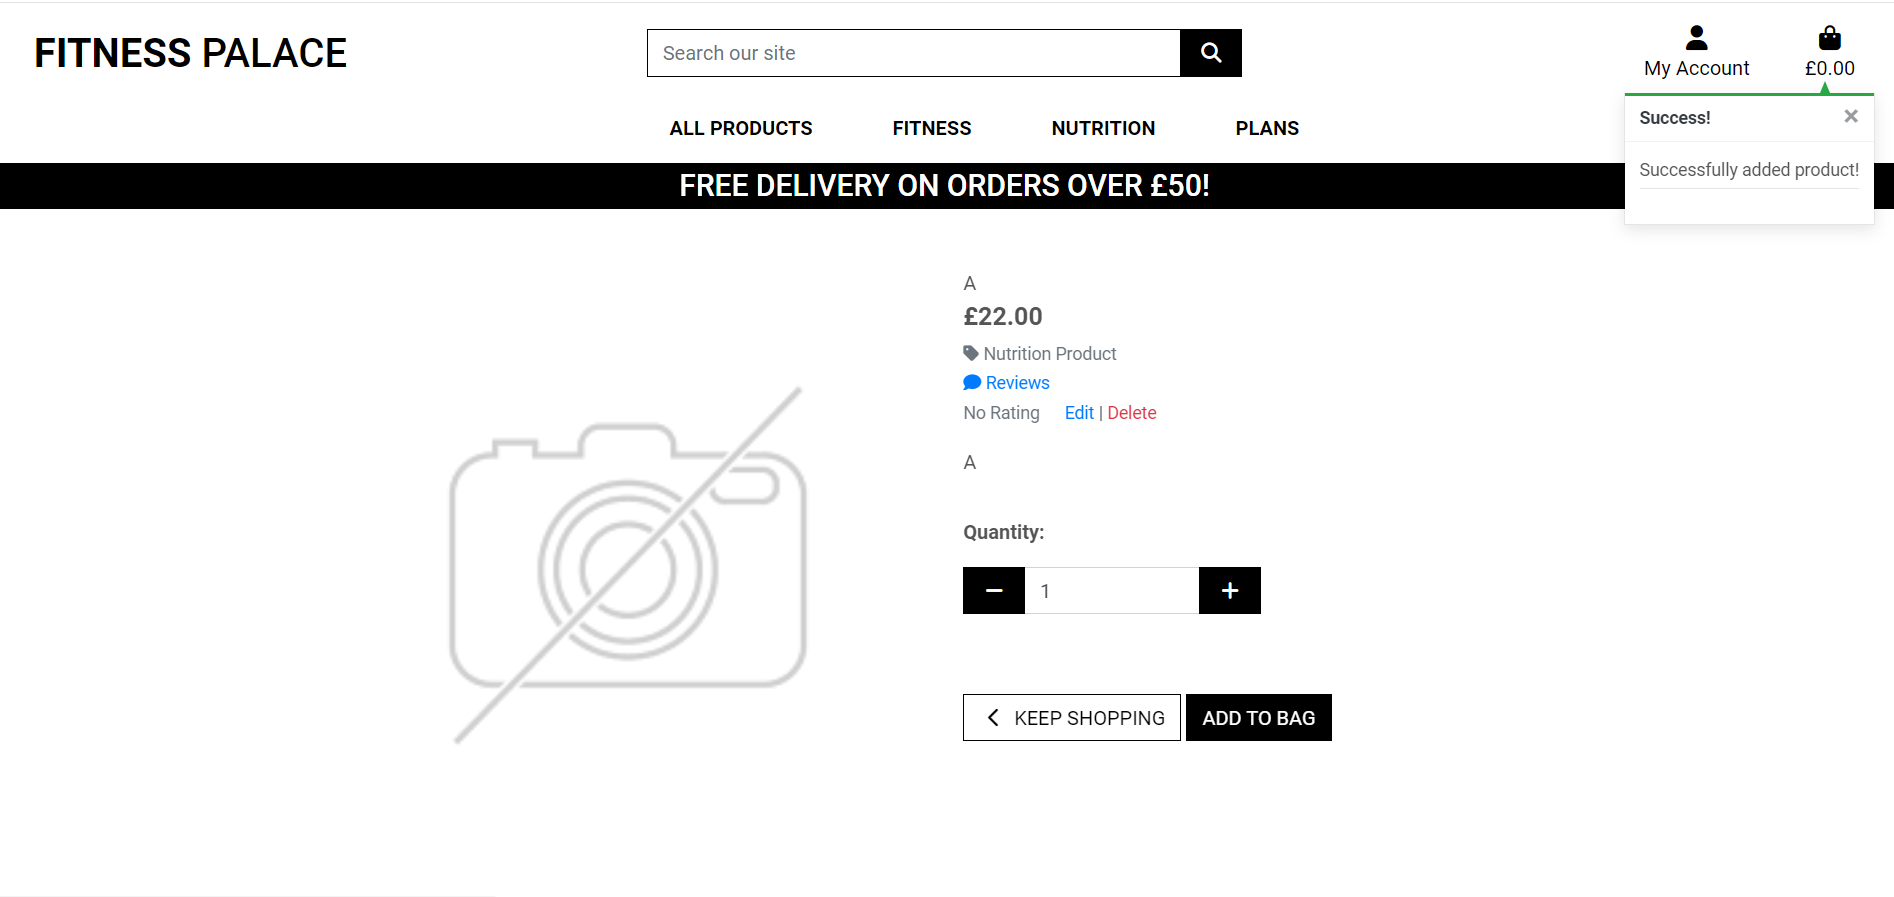 FITNESS PALACE
Search our site
My Account
£0.00
ALL PRODUCTS
FITNESS
NUTRITION
PLANS
Success!
×
Successfully added product!
FREE DELIVERY ON ORDERS OVER £50!
A
£22.00
Nutrition Product
Reviews
No Rating Edit | Delete
A
Quantity:
1
KEEP SHOPPING
ADD TO BAG